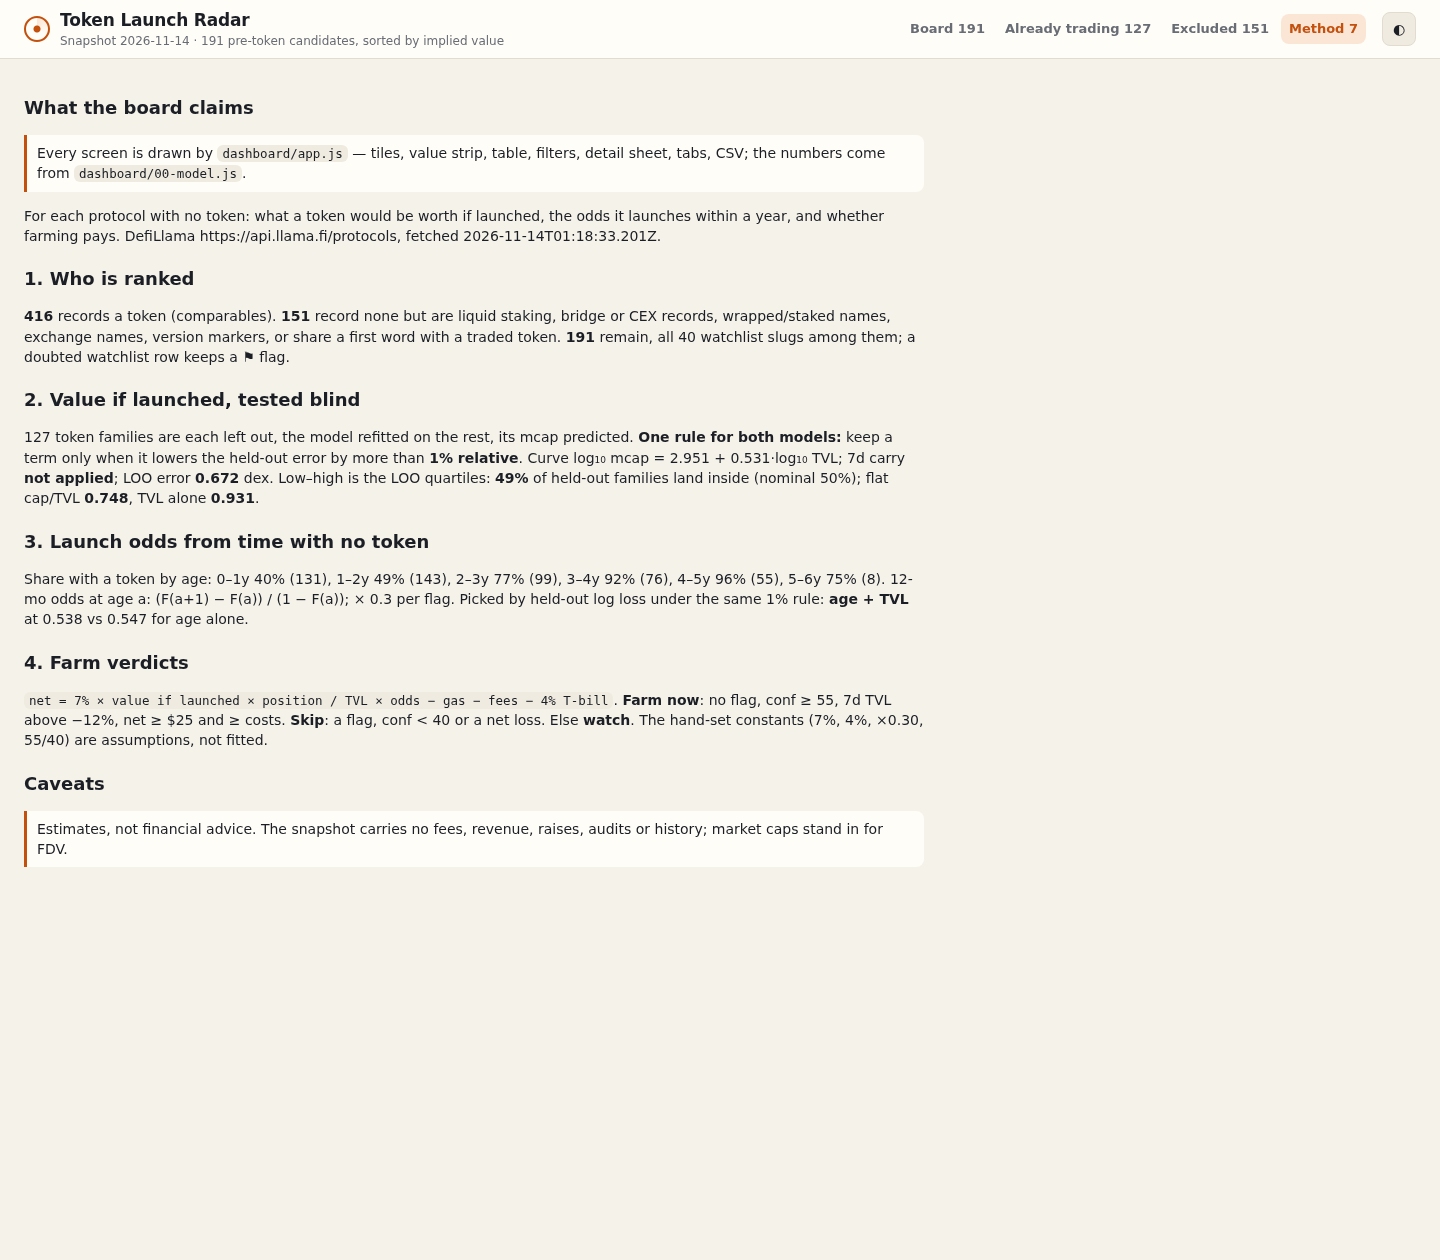 Token Launch Radar
Snapshot 2026-11-14 · 191 pre-token candidates, sorted by implied value
Board 191
Already trading 127
Excluded 151
Method 7
◐
What the board claims
Every screen is drawn by dashboard/app.js — tiles, value strip, table, filters, detail sheet, tabs, CSV; the numbers come
from dashboard/00-model.js.
For each protocol with no token: what a token would be worth if launched, the odds it launches within a year, and whether
farming pays. DefiLlama https://api.llama.fi/protocols, fetched 2026-11-14T01:18:33.201Z.
1. Who is ranked
416 records a token (comparables). 151 record none but are liquid staking, bridge or CEX records, wrapped/staked names,
exchange names, version markers, or share a first word with a traded token. 191 remain, all 40 watchlist slugs among them; a
doubted watchlist row keeps a ⚑ flag.
2. Value if launched, tested blind
127 token families are each left out, the model refitted on the rest, its mcap predicted. One rule for both models: keep a
term only when it lowers the held-out error by more than 1% relative. Curve log₁₀ mcap = 2.951 + 0.531·log₁₀ TVL; 7d carry
not applied; LOO error 0.672 dex. Low–high is the LOO quartiles: 49% of held-out families land inside (nominal 50%); flat
cap/TVL 0.748, TVL alone 0.931.
3. Launch odds from time with no token
Share with a token by age: 0–1y 40% (131), 1–2y 49% (143), 2–3y 77% (99), 3–4y 92% (76), 4–5y 96% (55), 5–6y 75% (8). 12-
mo odds at age a: (F(a+1) − F(a)) / (1 − F(a)); × 0.3 per flag. Picked by held-out log loss under the same 1% rule: age + TVL
at 0.538 vs 0.547 for age alone.
4. Farm verdicts
net = 7% × value if launched × position / TVL × odds − gas − fees − 4% T-bill. Farm now: no flag, conf ≥ 55, 7d TVL
above −12%, net ≥ $25 and ≥ costs. Skip: a flag, conf < 40 or a net loss. Else watch. The hand-set constants (7%, 4%, ×0.30,
55/40) are assumptions, not fitted.
Caveats
Estimates, not financial advice. The snapshot carries no fees, revenue, raises, audits or history; market caps stand in for
FDV.